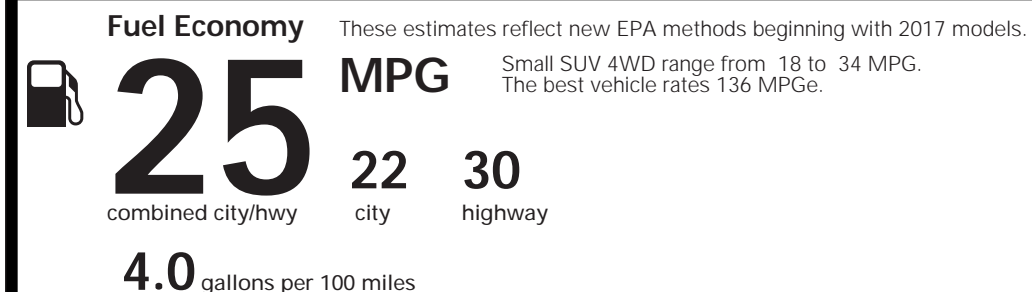 Fuel Economy These estimates reflect new EPA methods beginning with 2017 models.
25 MPG Small SUV 4WD range from 18 to 34 MPG.
The best vehicle rates 136 MPGe.
22 30
combined city/hwy city highway
4.0 gallons per 100 miles